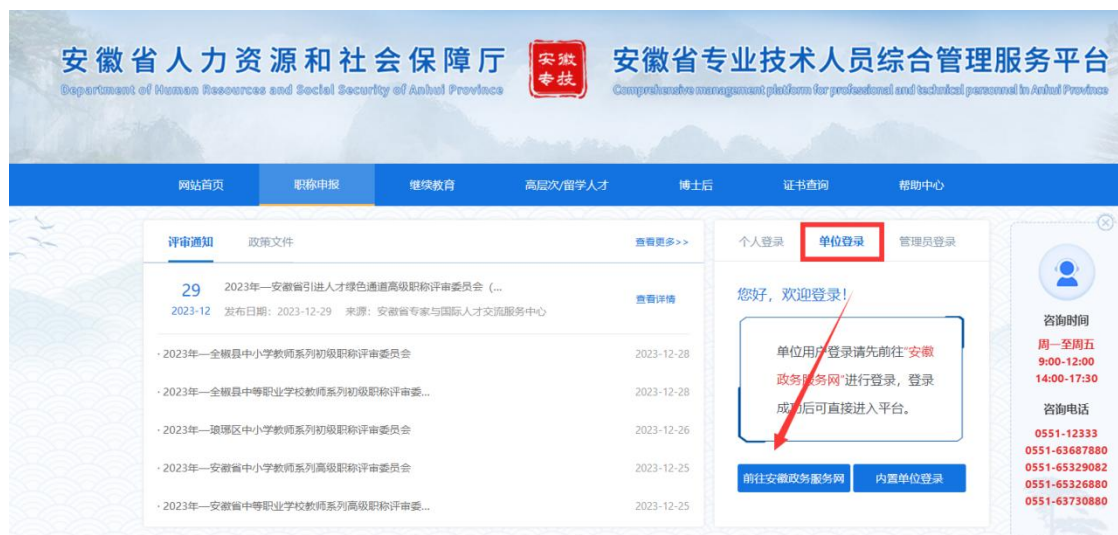 安徽省人力资源和社会保障厅
Department of Human Resources and Social Security of Anhui Province
安徽
专技
安徽省专业技术人员综合管理服务平台
Comprehensive management platform for professional and technical personnel in Anhui Province
网站首页 职称申报 继续教育 高层次/留学人才 博士后 证书查询 帮助中心
评审通知 政策文件 查看更多>>
29
2023-12
2023年—安徽省引进人才绿色通道高级职称评审委员会（...
发布日期：2023-12-29 来源：安徽省专家与国际人才交流服务中心
查看详情
· 2023年—全椒县中小学教师系列初级职称评审委员会 2023-12-28
· 2023年—全椒县中等职业学校教师系列初级职称评审委... 2023-12-28
· 2023年—琅琊区中小学教师系列初级职称评审委员会 2023-12-26
· 2023年—安徽省中小学教师系列高级职称评审委员会 2023-12-25
· 2023年—安徽省中等职业学校教师系列高级职称评审委... 2023-12-25
个人登录 单位登录 管理员登录
您好，欢迎登录！
单位用户登录请先前往"安徽
政务服务网"进行登录，登录
成功后可直接进入平台。
前往安徽政务服务网 内置单位登录
咨询时间
周一至周五
9:00-12:00
14:00-17:30
咨询电话
0551-12333
0551-63687880
0551-65329082
0551-65326880
0551-63730880